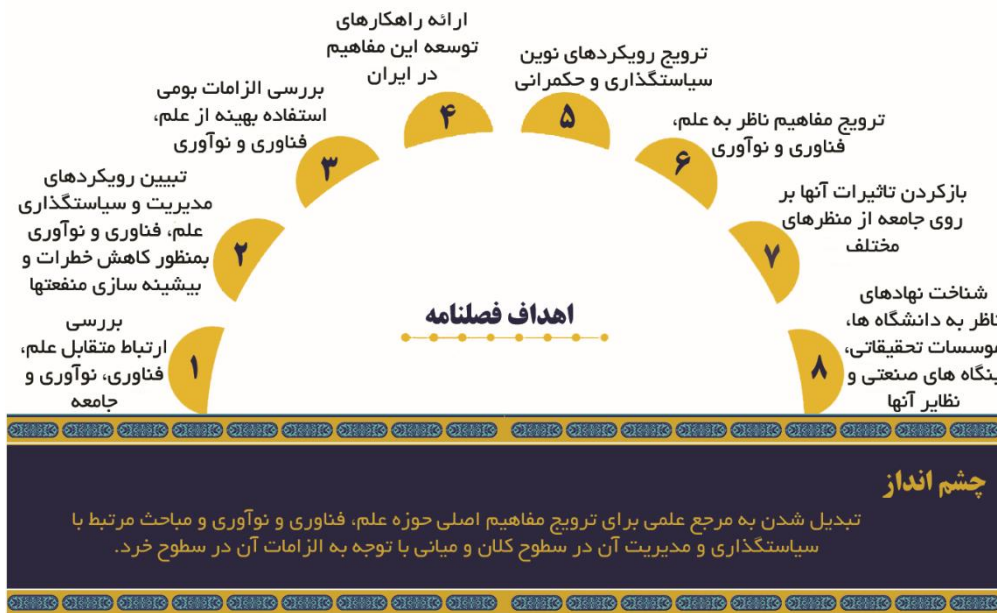 اهداف فصلنامه
۱
بررسی
ارتباط متقابل علم،
فناوری، نوآوری و
جامعه
۲
تبیین رویکردهای
مدیریت و سیاستگذاری
علم، فناوری و نوآوری
بمنظور کاهش خطرات و
بیشینه سازی منفعتها
۳
بررسی الزامات بومی
استفاده بهینه از علم،
فناوری و نوآوری
۴
ارائه راهکارهای
توسعه این مفاهیم
در ایران
۵
ترویج رویکردهای نوین
سیاستگذاری و حکمرانی
۶
ترویج مفاهیم ناظر به علم،
فناوری و نوآوری
۷
بازکردن تاثیرات آنها بر
روی جامعه از منظرهای
مختلف
۸
شناخت نهادهای
ناظر به دانشگاه ها،
موسسات تحقیقاتی،
بنگاه های صنعتی و
نظایر آنها
چشم انداز
تبدیل شدن به مرجع علمی برای ترویج مفاهیم اصلی حوزه علم، فناوری و نوآوری و مباحث مرتبط با
سیاستگذاری و مدیریت آن در سطوح کلان و میانی با توجه به الزامات آن در سطوح خرد.